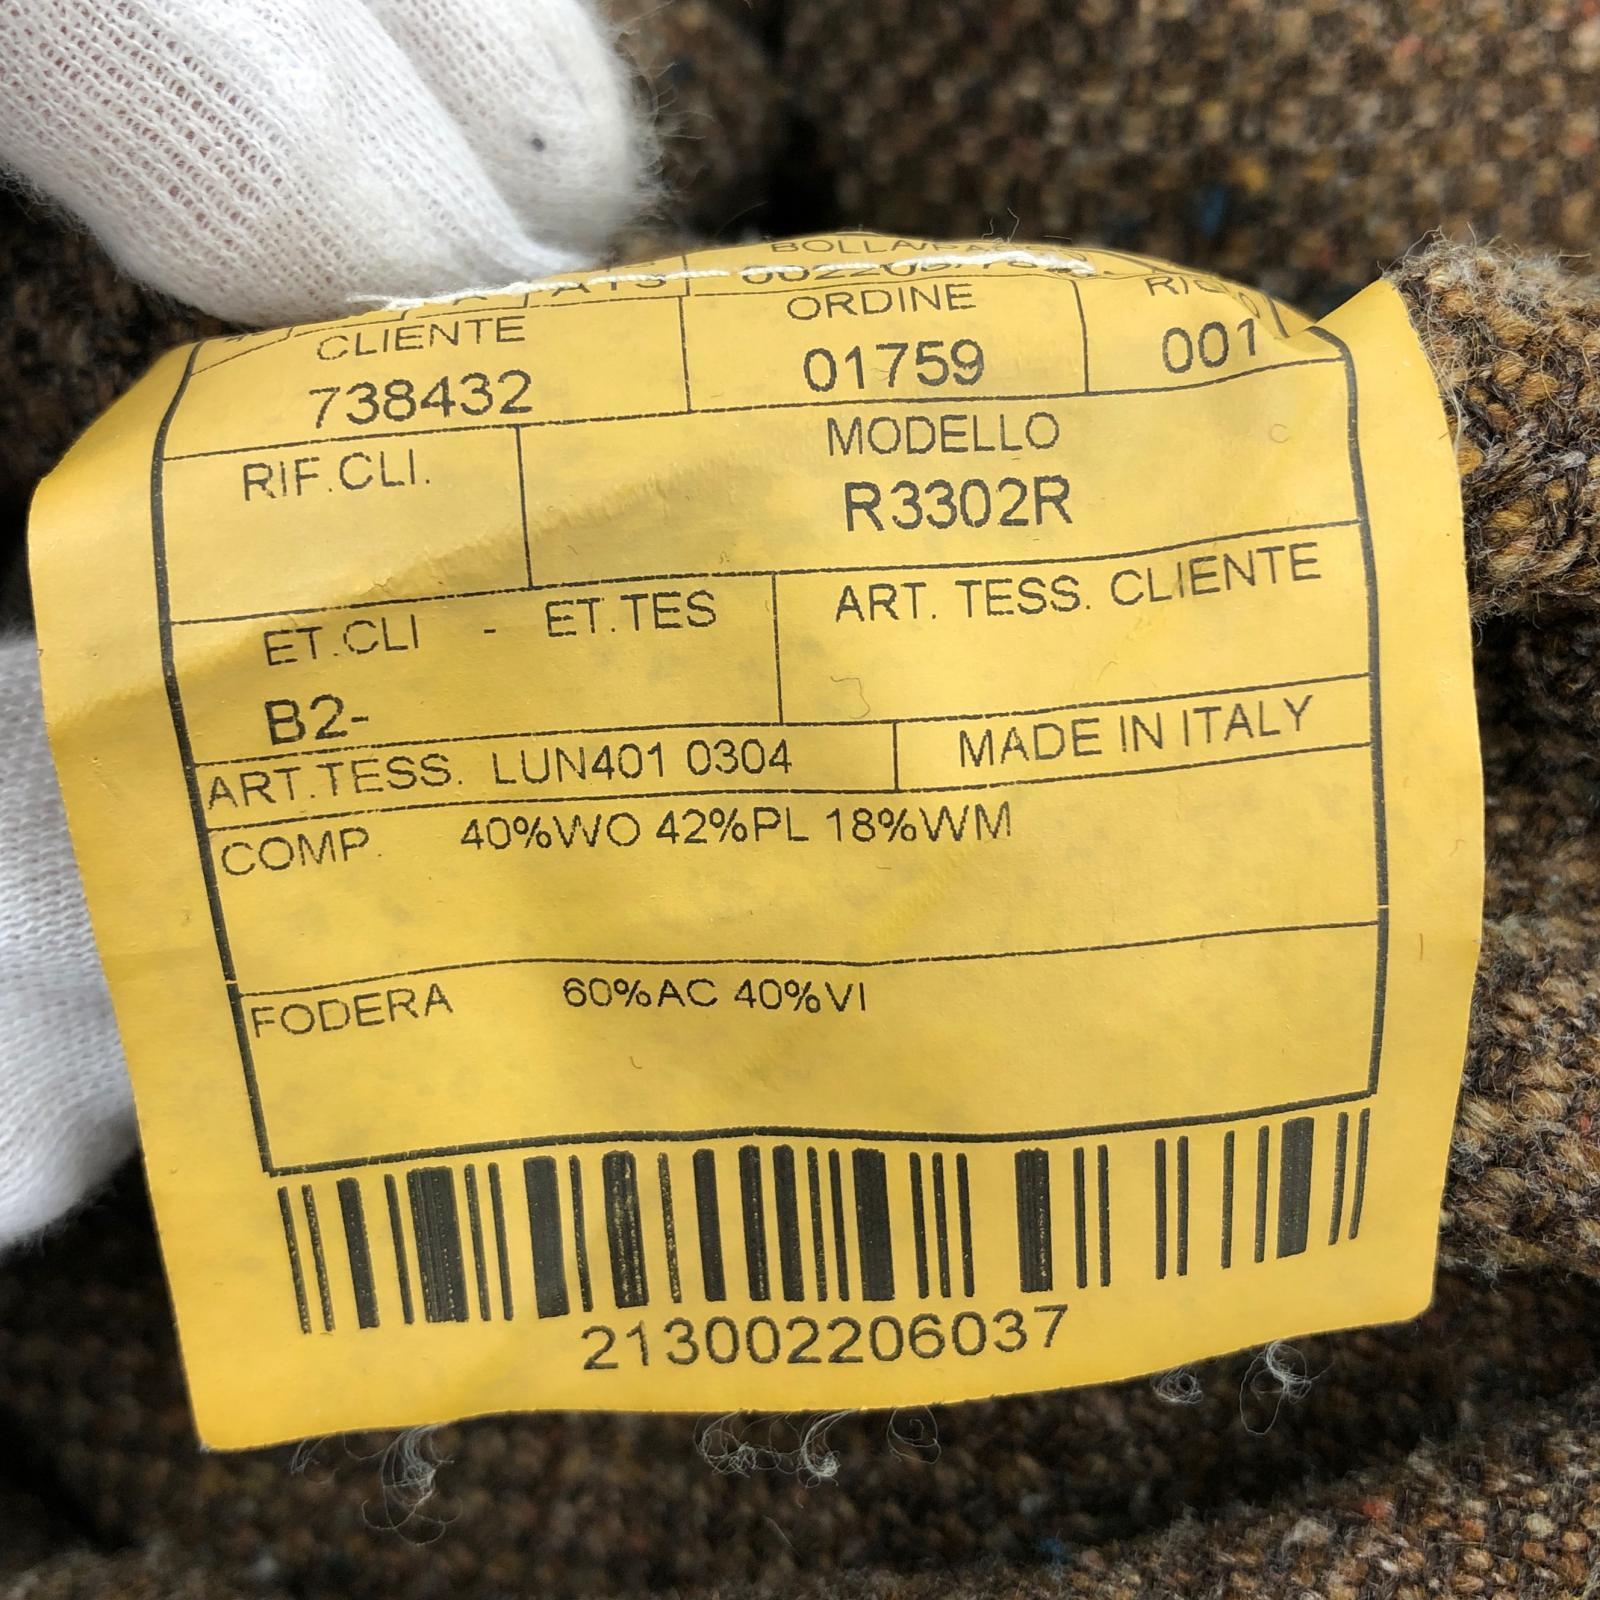 CLIENTE
738432
ORDINE
01759
001
RIF.CLI.
MODELLO
R3302R
ET.CLI - ET.TES
B2-
ART. TESS. CLIENTE
ART.TESS. LUN401 0304
MADE IN ITALY
COMP. 40%WO 42%PL 18%WM
FODERA 60%AC 40%VI
213002206037